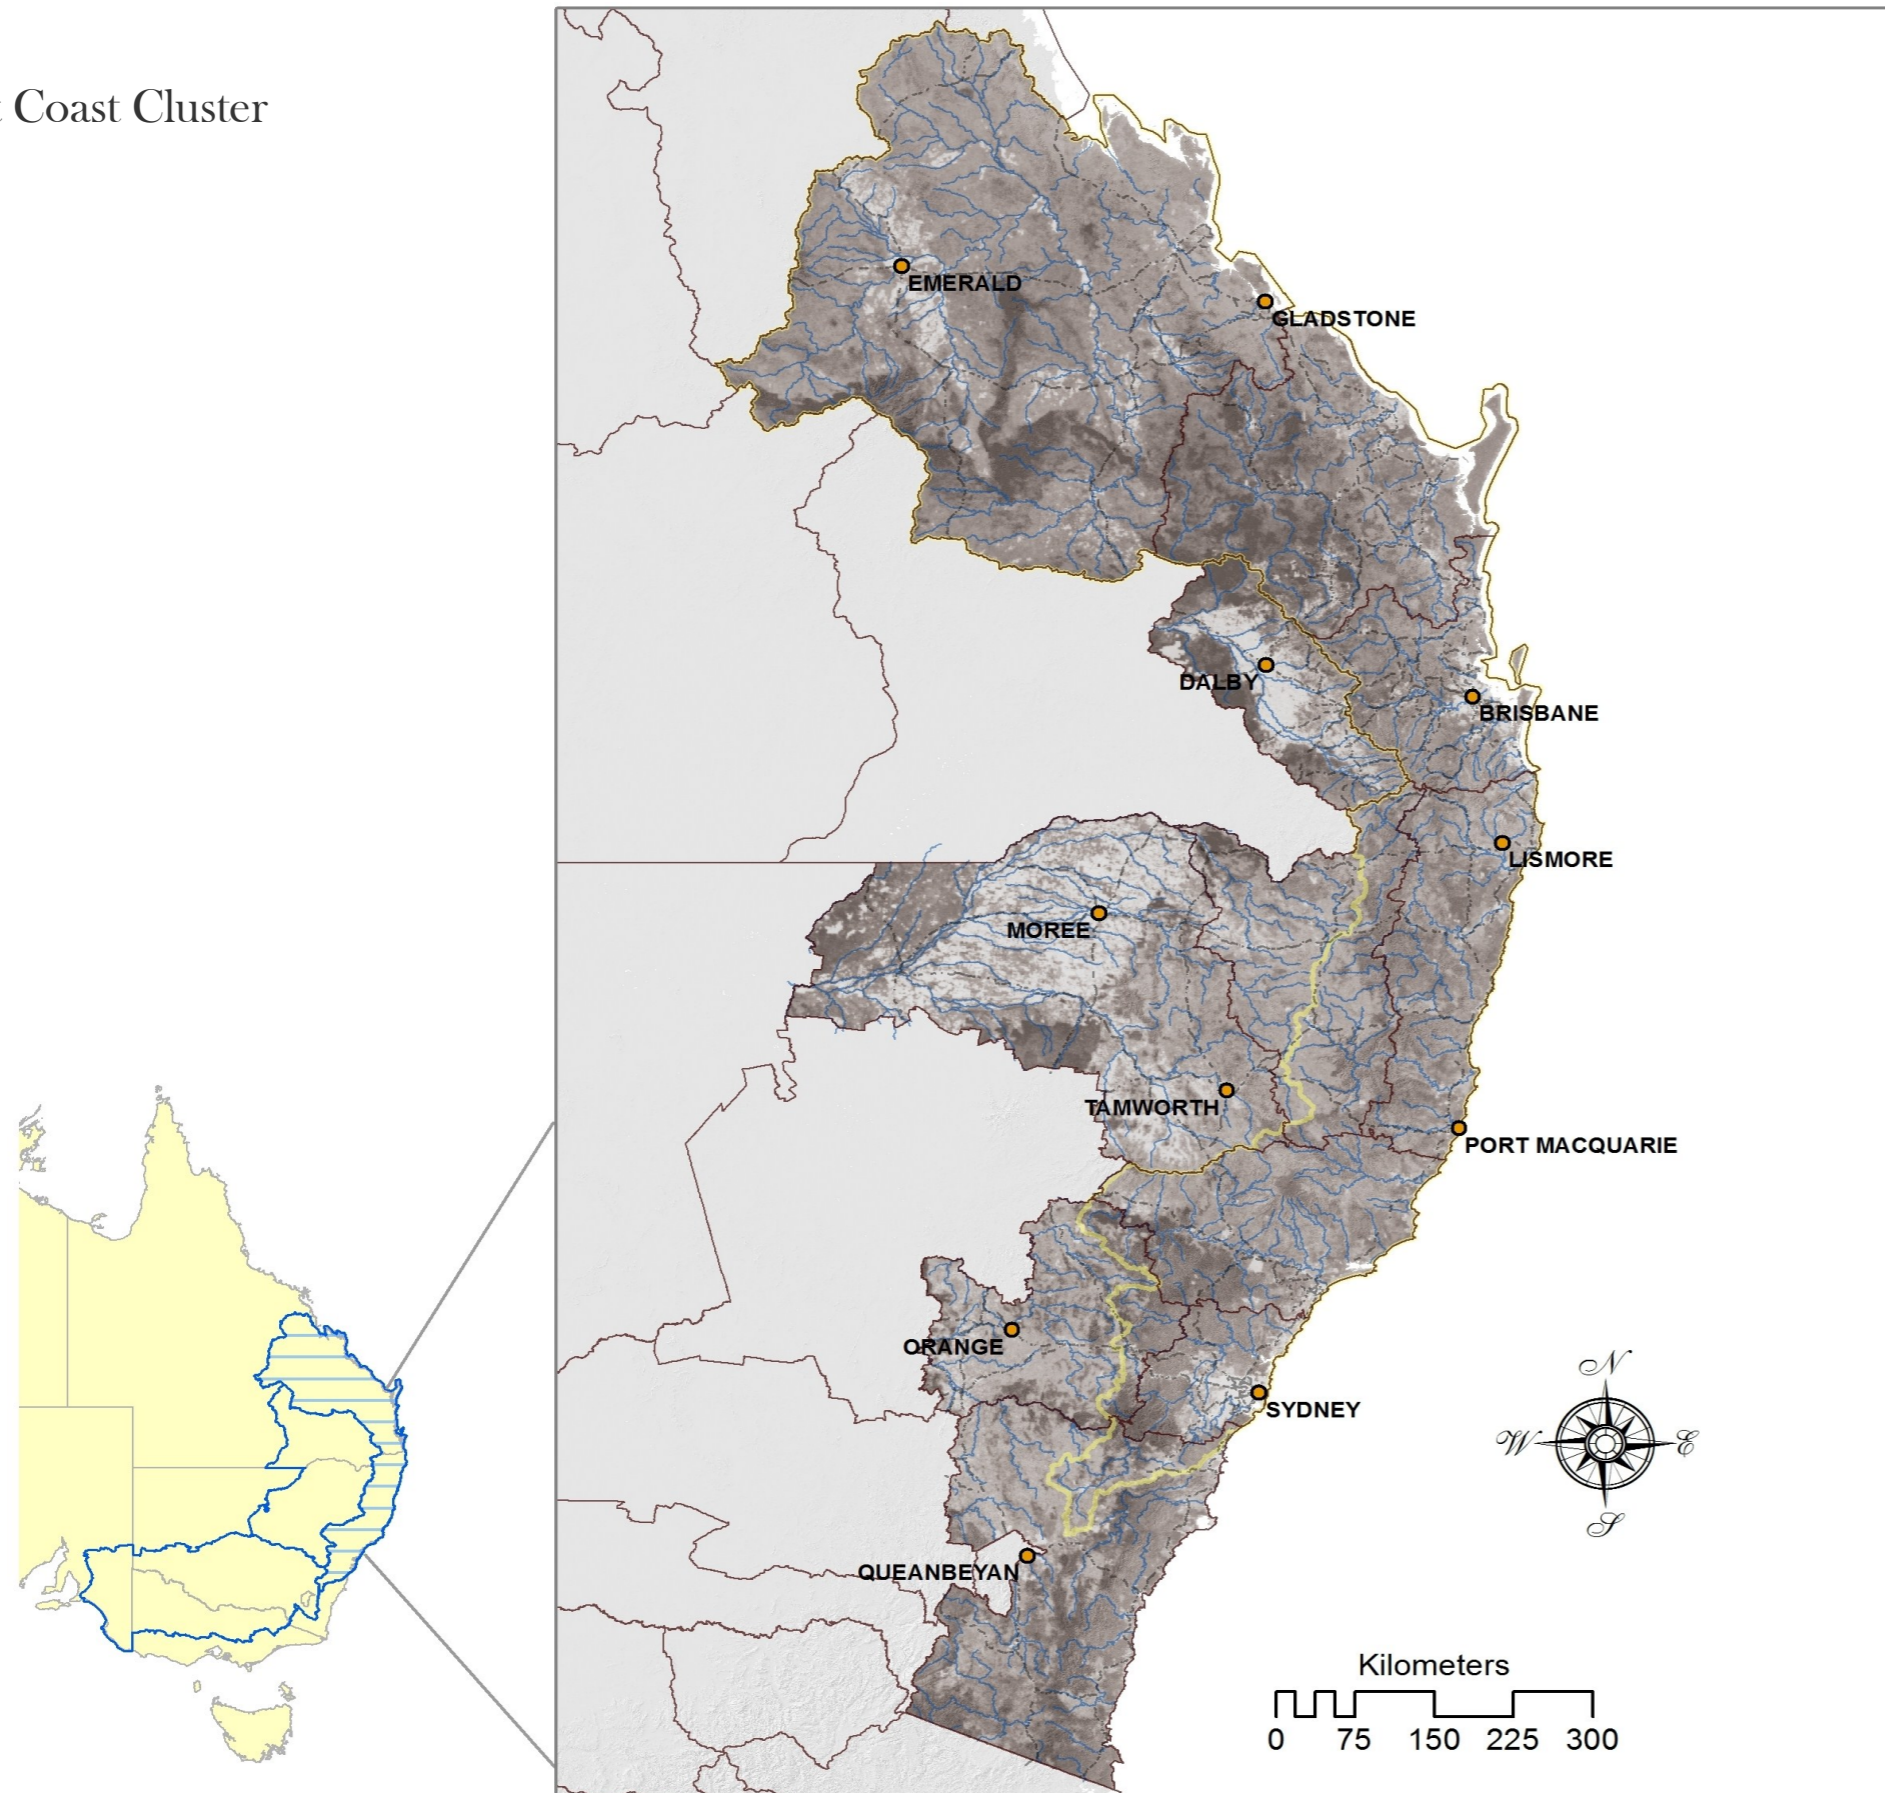 Coast Cluster
EMERALD
GLADSTONE
DALBY
BRISBANE
LISMORE
MOREE
TAMWORTH
PORT MACQUARIE
ORANGE
SYDNEY
QUEANBEYAN
N
W E
S
Kilometers
0 75 150 225 300